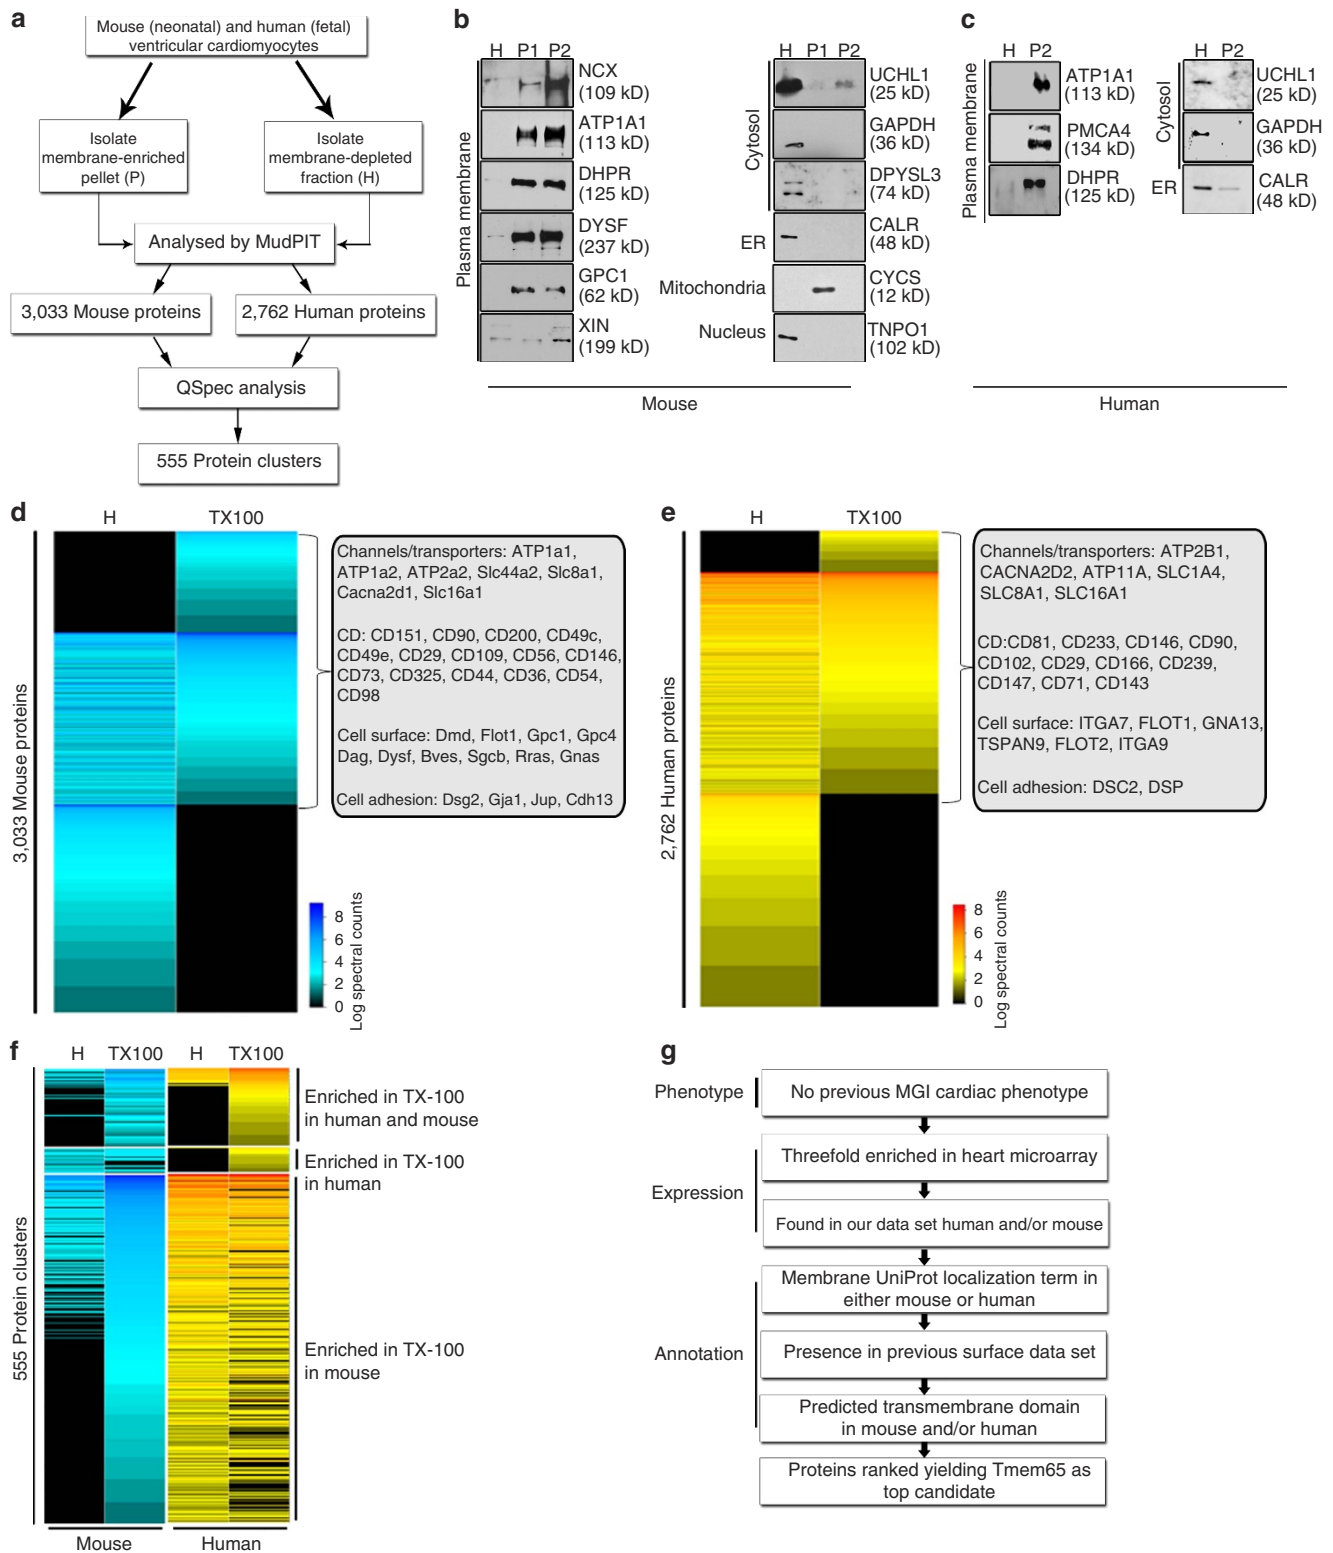 a
Mouse (neonatal) and human (fetal)
ventricular cardiomyocytes
Isolate
membrane-enriched
pellet (P)
Isolate
membrane-depleted
fraction (H)
Analysed by MudPIT
3,033 Mouse proteins
2,762 Human proteins
QSpec analysis
555 Protein clusters
b
H P1 P2
Plasma membrane
NCX
(109 kD)
ATP1A1
(113 kD)
DHPR
(125 kD)
DYSF
(237 kD)
GPC1
(62 kD)
XIN
(199 kD)
H P1 P2
Cytosol
UCHL1
(25 kD)
GAPDH
(36 kD)
DPYSL3
(74 kD)
ER
CALR
(48 kD)
Mitochondria
CYCS
(12 kD)
Nucleus
TNPO1
(102 kD)
Mouse
c
H P2
Plasma membrane
ATP1A1
(113 kD)
PMCA4
(134 kD)
DHPR
(125 kD)
H P2
Cytosol
UCHL1
(25 kD)
GAPDH
(36 kD)
ER
CALR
(48 kD)
Human
d
H TX100
3,033 Mouse proteins
Channels/transporters: ATP1a1,
ATP1a2, ATP2a2, Slc44a2, Slc8a1,
Cacna2d1, Slc16a1
CD: CD151, CD90, CD200, CD49c,
CD49e, CD29, CD109, CD56, CD146,
CD73, CD325, CD44, CD36, CD54,
CD98
Cell surface: Dmd, Flot1, Gpc1, Gpc4
Dag, Dysf, Bves, Sgcb, Rras, Gnas
Cell adhesion: Dsg2, Gja1, Jup, Cdh13
8
6
4
2
0
Log spectral counts
e
H TX100
2,762 Human proteins
Channels/transporters: ATP2B1,
CACNA2D2, ATP11A, SLC1A4,
SLC8A1, SLC16A1
CD:CD81, CD233, CD146, CD90,
CD102, CD29, CD166, CD239,
CD147, CD71, CD143
Cell surface: ITGA7, FLOT1, GNA13,
TSPAN9, FLOT2, ITGA9
Cell adhesion: DSC2, DSP
8
6
4
2
0
Log spectral counts
f
H TX100 H TX100
555 Protein clusters
Enriched in TX-100
in human and mouse
Enriched in TX-100
in human
Enriched in TX-100
in mouse
Mouse Human
g
Phenotype
No previous MGI cardiac phenotype
Expression
Threefold enriched in heart microarray
Found in our data set human and/or mouse
Annotation
Membrane UniProt localization term in
either mouse or human
Presence in previous surface data set
Predicted transmembrane domain
in mouse and/or human
Proteins ranked yielding Tmem65 as
top candidate